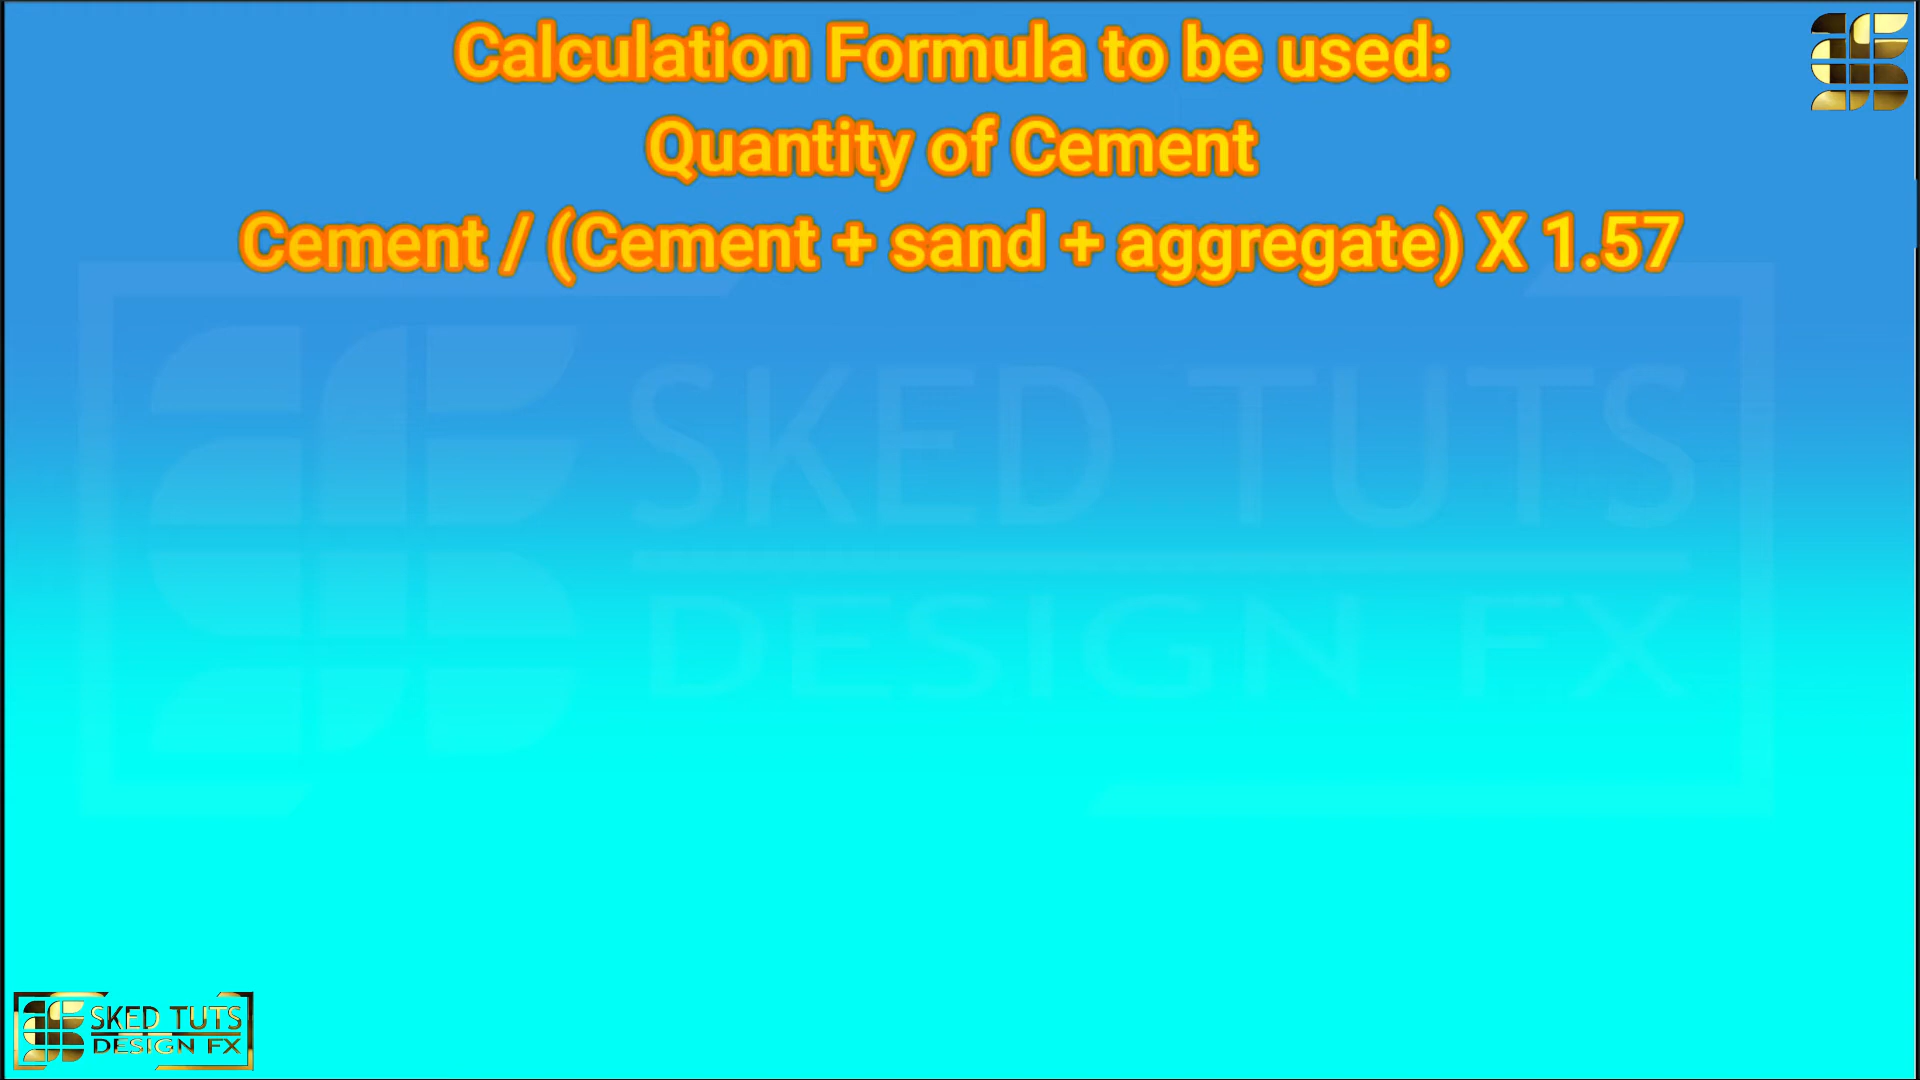 Calculation Formula to be used:
Quantity of Cement
Cement / (Cement + sand + aggregate) X 1.57
SKED TUTS
DESIGN FX
SKED TUTS
DESIGN FX